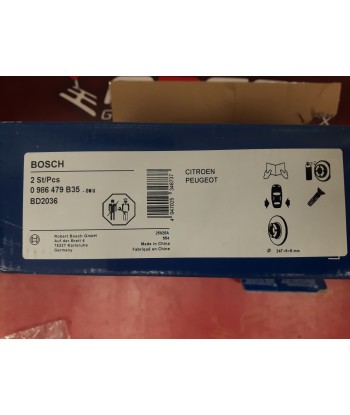 BOSCH
2 St/Pcs
0 986 479 B35
BD2036
CITROEN
PEUGEOT
Robert Bosch GmbH
Auf der Breit 4
76227 Karlsruhe
Germany
Made in China
Fabriqué en China